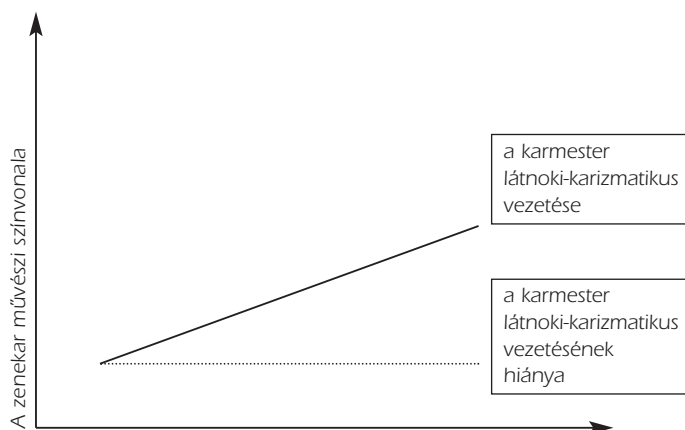 A zenekar művészi színvonala
a karmester
látnoki-karizmatikus
vezetése
a karmester
látnoki-karizmatikus
vezetésének
hiánya